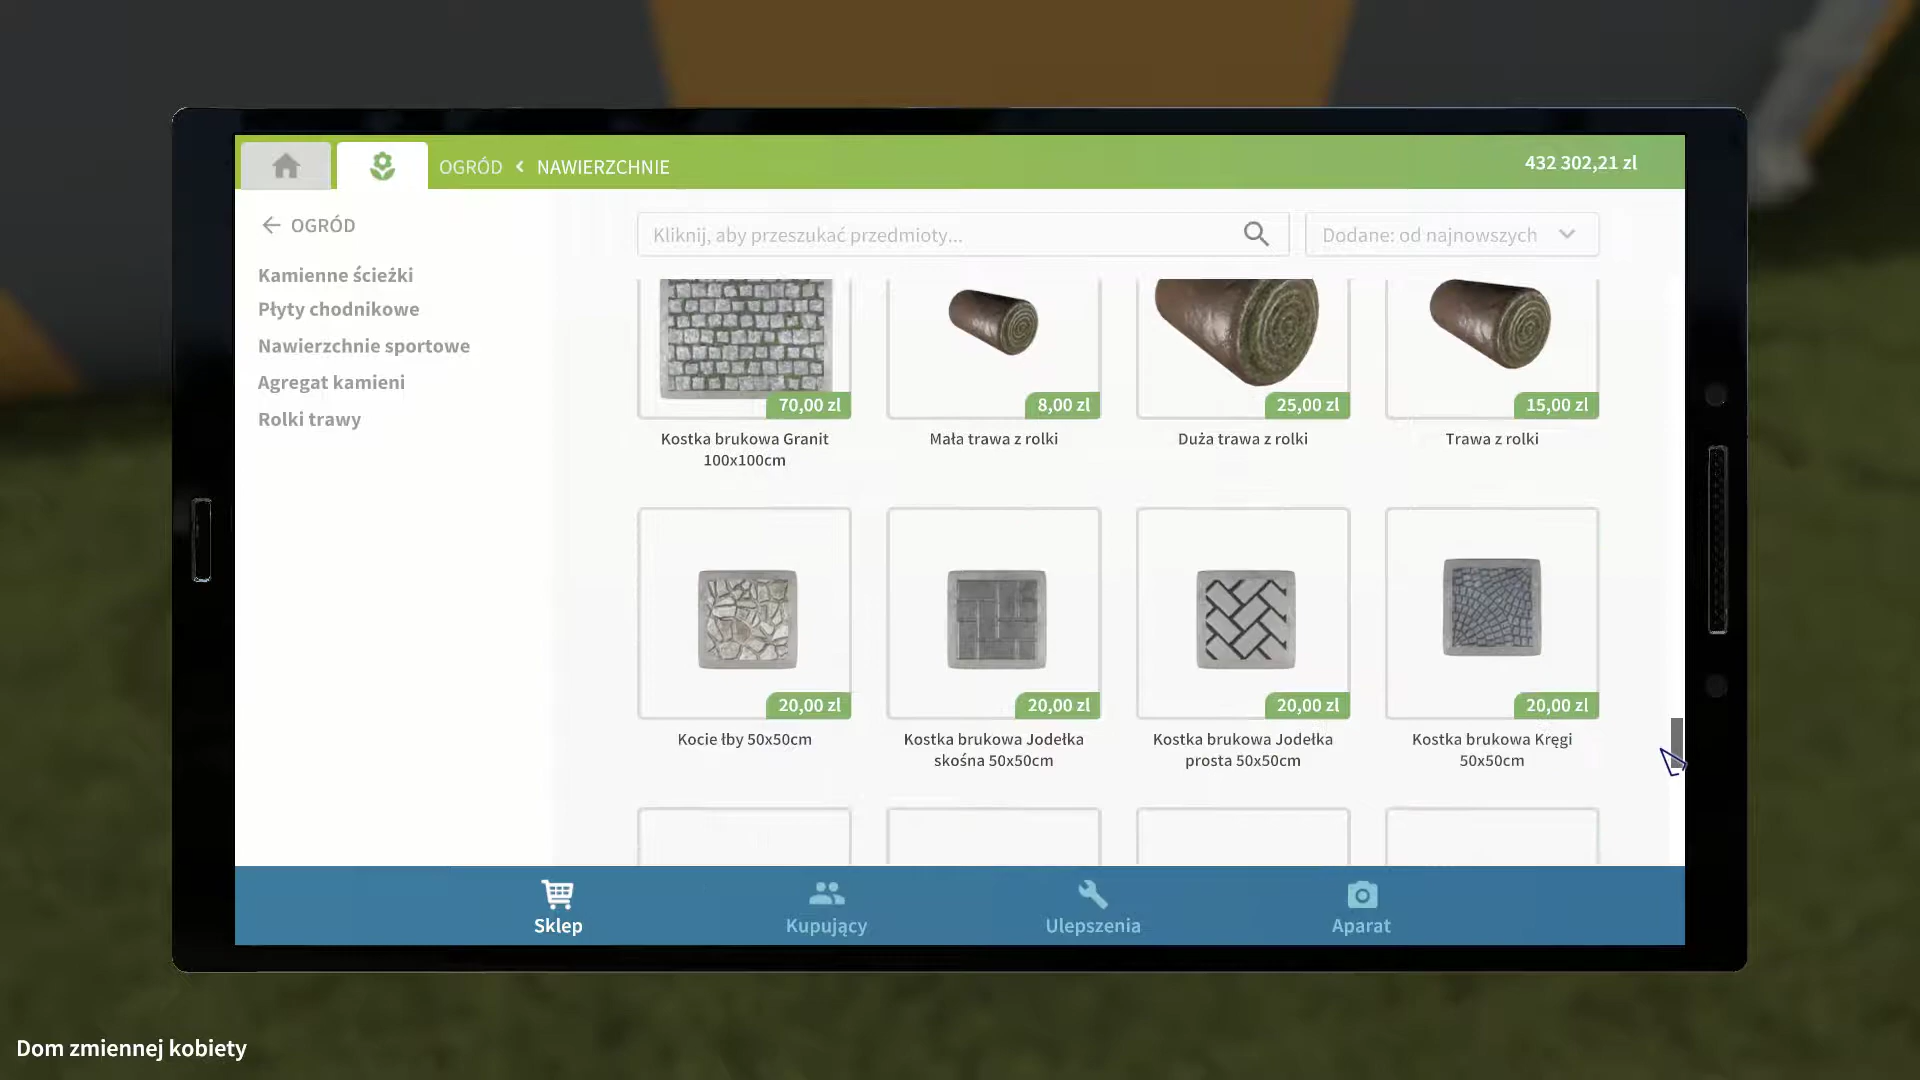 OGRÓD < NAWIERZCHNIE
432 302,21 zl
OGRÓD
Kliknij, aby przeszukać przedmioty...
Dodane: od najnowszych
Kamienne ścieżki
Płyty chodnikowe
Nawierzchnie sportowe
Agregat kamieni
Rolki trawy
70,00 zl
8,00 zl
25,00 zl
15,00 zl
Kostka brukowa Granit
100x100cm
Mała trawa z rolki
Duża trawa z rolki
Trawa z rolki
20,00 zl
20,00 zl
20,00 zl
20,00 zl
Kocie łby 50x50cm
Kostka brukowa Jodełka
skośna 50x50cm
Kostka brukowa Jodełka
prosta 50x50cm
Kostka brukowa Kręgi
50x50cm
Sklep
Kupujący
Ulepszenia
Aparat
Dom zmiennej kobiety